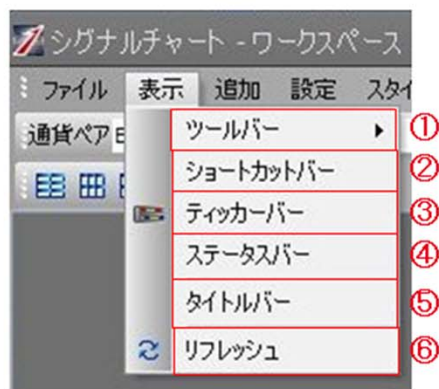 シグナルチャート - ワークスペース
ファイル 表示 追加 設定 スタイ
通貨ペア
ツールバー ①
ショートカットバー ②
ティッカーバー ③
ステータスバー ④
タイトルバー ⑤
リフレッシュ ⑥